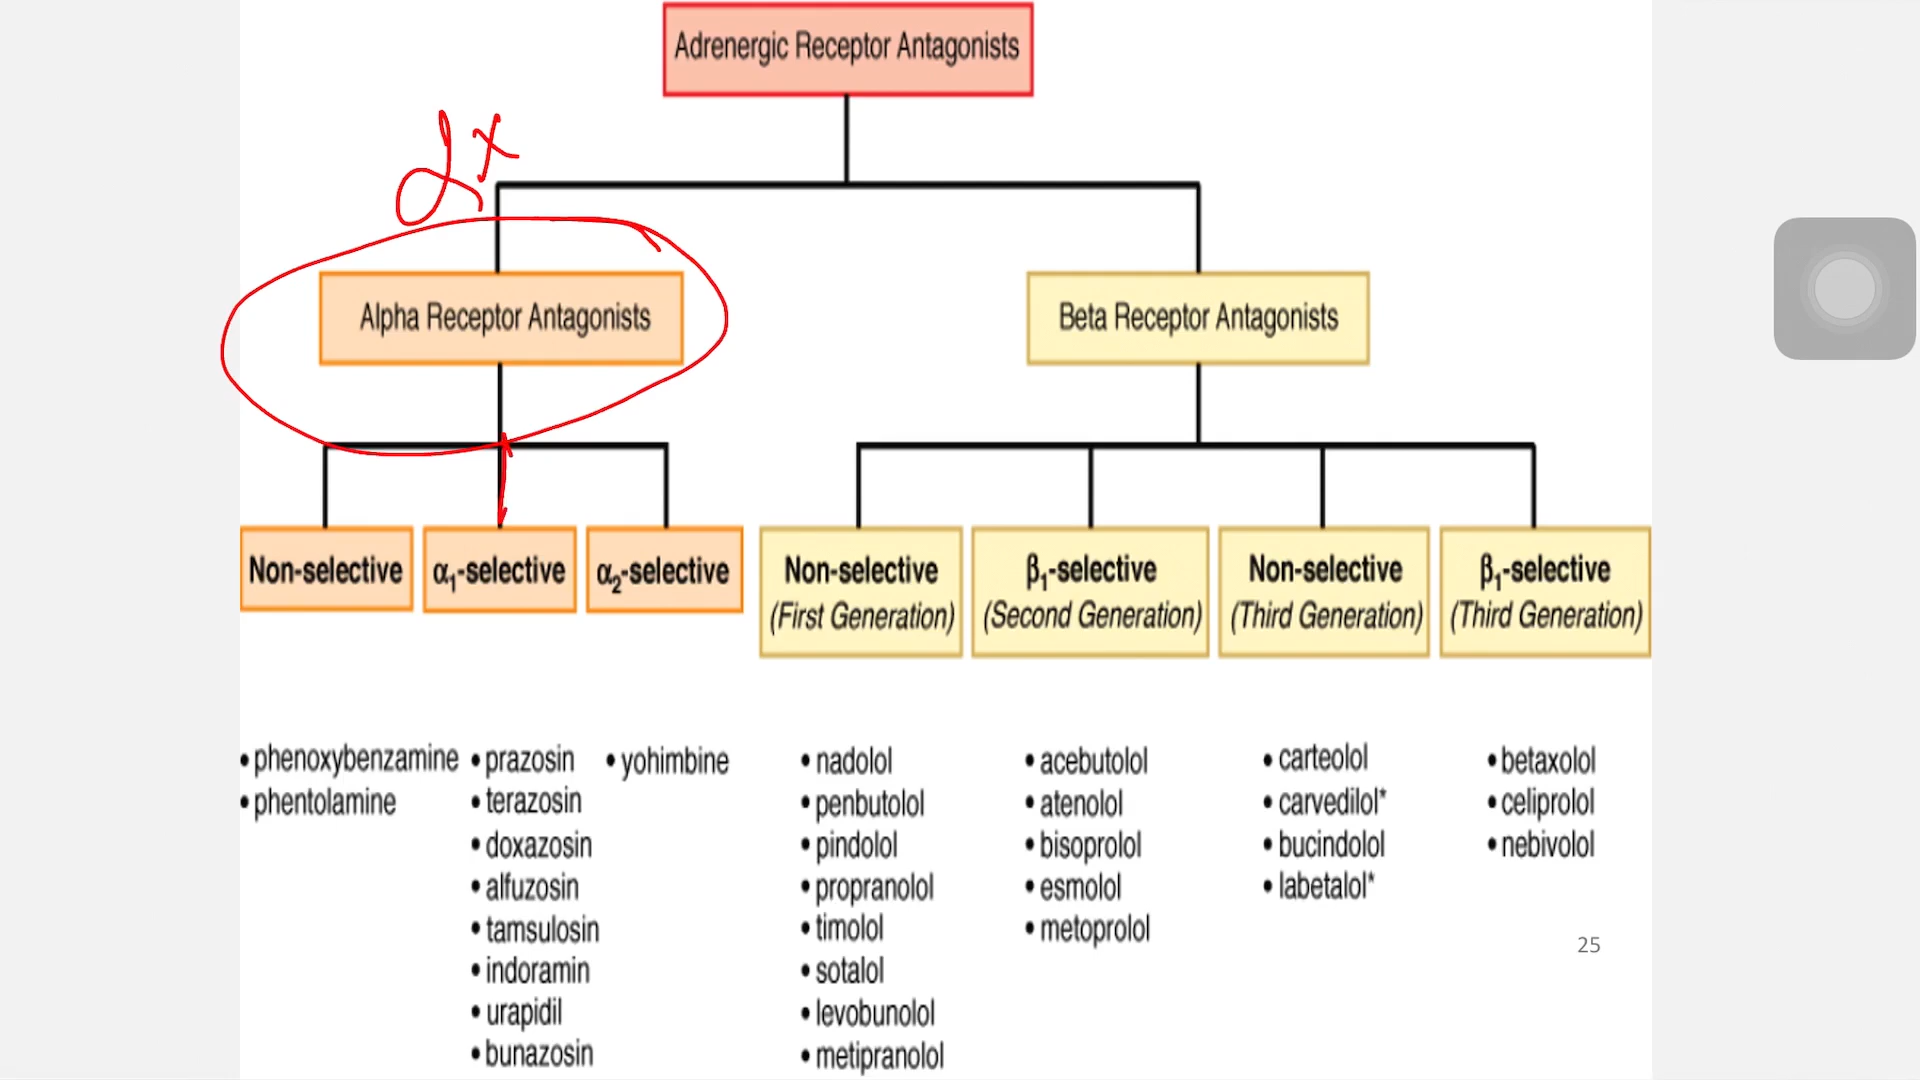 Adrenergic Receptor Antagonists
αx
Alpha Receptor Antagonists
Beta Receptor Antagonists
Non-selective
α1-selective
α2-selective
Non-selective
(First Generation)
β1-selective
(Second Generation)
Non-selective
(Third Generation)
β1-selective
(Third Generation)
• phenoxybenzamine
• phentolamine
• prazosin
• terazosin
• doxazosin
• alfuzosin
• tamsulosin
• indoramin
• urapidil
• bunazosin
• yohimbine
• nadolol
• penbutolol
• pindolol
• propranolol
• timolol
• sotalol
• levobunolol
• metipranolol
• acebutolol
• atenolol
• bisoprolol
• esmolol
• metoprolol
• carteolol
• carvedilol*
• bucindolol
• labetalol*
• betaxolol
• celiprolol
• nebivolol
25